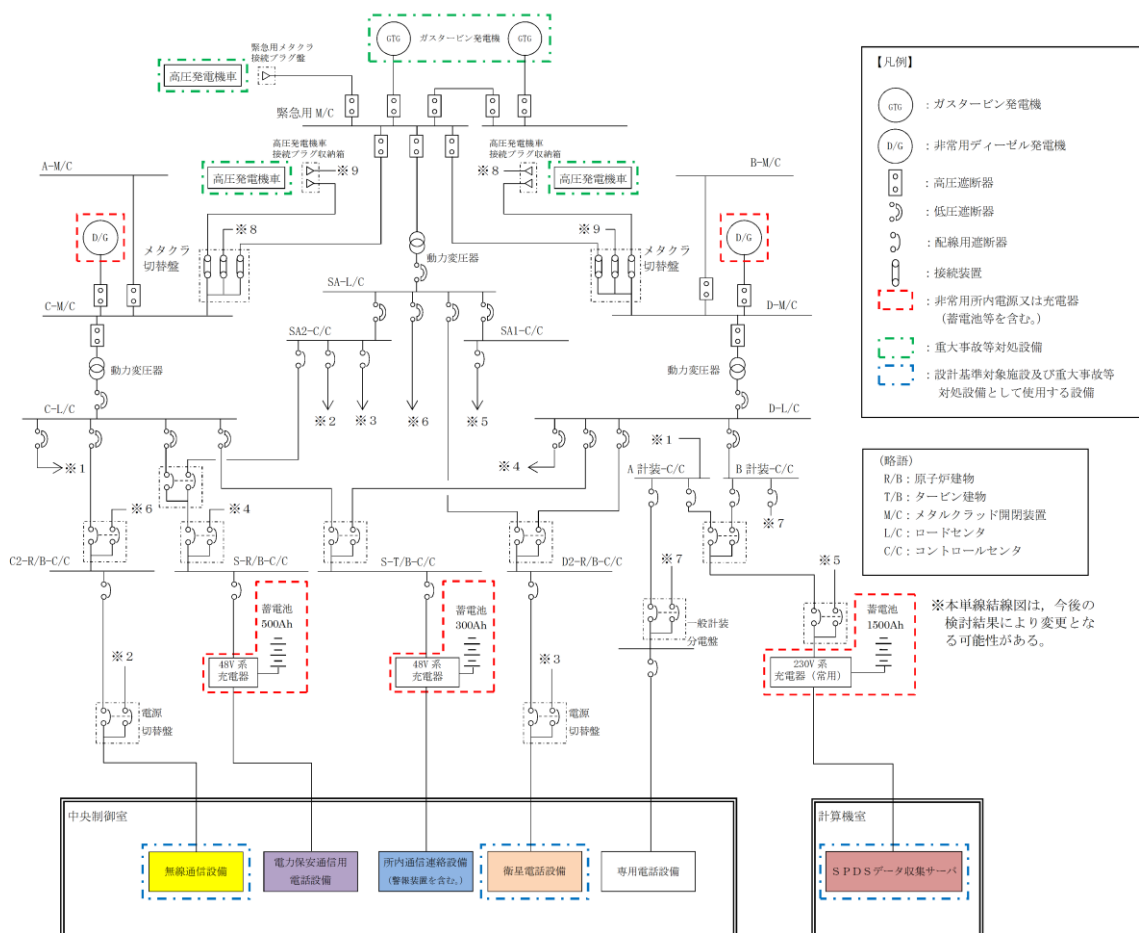 緊急用メタクラ
接続プラグ盤
高圧発電機車
GTG
ガスタービン発電機
GTG
緊急用 M/C
高圧発電機車
接続プラグ収納箱
高圧発電機車
接続プラグ収納箱
A-M/C
B-M/C
高圧発電機車
※9
※8
高圧発電機車
D/G
※8
※9
D/G
メタクラ
切替盤
動力変圧器
メタクラ
切替盤
SA-L/C
C-M/C
D-M/C
SA2-C/C
SA1-C/C
動力変圧器
動力変圧器
C-L/C
D-L/C
※2
※3
※6
※5
※1
※4
※1
A 計装-C/C
B 計装-C/C
※6
※4
※7
C2-R/B-C/C
S-R/B-C/C
S-T/B-C/C
D2-R/B-C/C
※7
※5
蓄電池
500Ah
蓄電池
300Ah
蓄電池
1500Ah
一般計装
分電盤
48V 系
充電器
48V 系
充電器
230V 系
充電器（常用）
※2
※3
電源
切替盤
電源
切替盤
中央制御室
無線通信設備
電力保安通信用
電話設備
所内通信連絡設備
（警報装置を含む。）
衛星電話設備
専用電話設備
計算機室
ＳＰＤＳデータ収集サーバ
【凡例】
GTG
：ガスタービン発電機
D/G
：非常用ディーゼル発電機
：高圧遮断器
：低圧遮断器
：配線用遮断器
：接続装置
：非常用所内電源又は充電器
（蓄電池等を含む。）
：重大事故等対処設備
：設計基準対象施設及び重大事故等
対処設備として使用する設備
（略語）
R/B：原子炉建物
T/B：タービン建物
M/C：メタルクラッド開閉装置
L/C：ロードセンタ
C/C：コントロールセンタ
※本単線結線図は，今後の
検討結果により変更とな
る可能性がある。